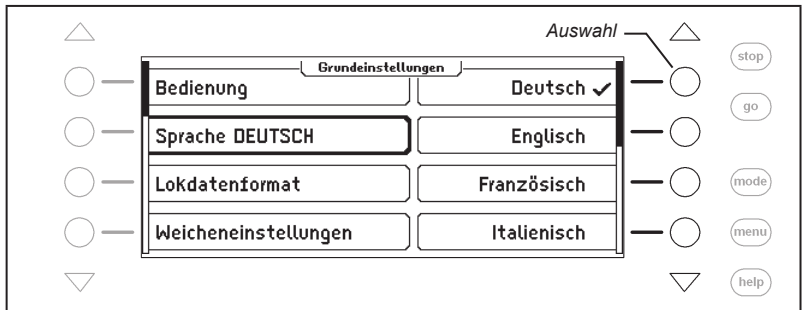 Auswahl
stop
Grundeinstellungen
Bedienung
Deutsch ✓
go
Sprache DEUTSCH
Englisch
Lokdatenformat
Französisch
mode
Weicheneinstellungen
Italienisch
menu
help